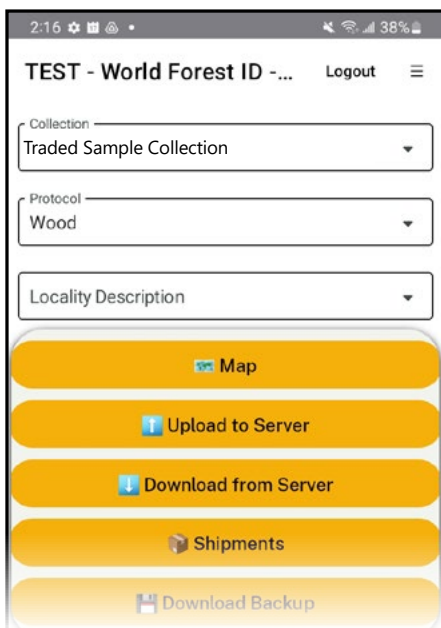 2:16 38%
TEST - World Forest ID -... Logout
Collection
Traded Sample Collection
Protocol
Wood
Locality Description
Map
Upload to Server
Download from Server
Shipments
Download Backup